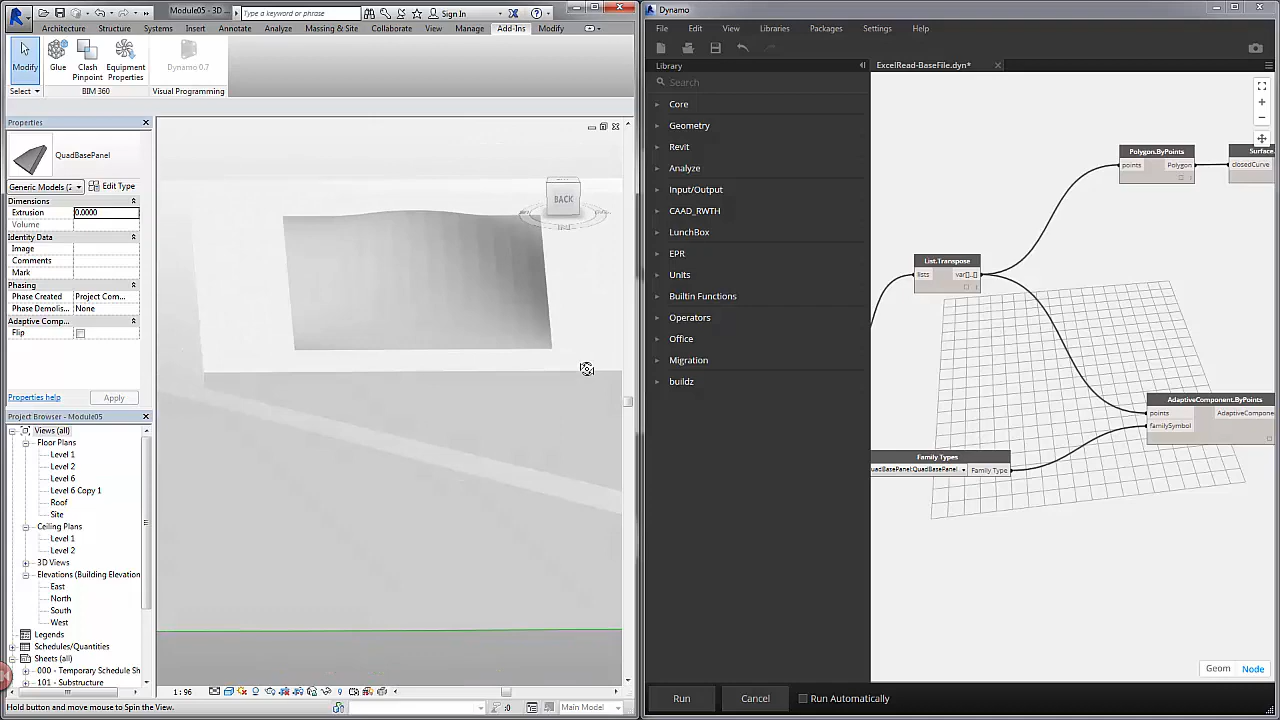 Module05 - 3D
Type a keyword or phrase
Sign In
Architecture
Structure
Systems
Insert
Annotate
Analyze
Massing & Site
Collaborate
View
Manage
Add-Ins
Modify
Modify
Glue
Clash
Pinpoint
Equipment
Properties
Dynamo 0.7
Select
BIM 360
Visual Programming
Properties
QuadBasePanel
Generic Models (2
Edit Type
Dimensions
Extrusion
0.0000
Volume
Identity Data
Image
Comments
Mark
Phasing
Phase Created
Project Com...
Phase Demolis...
None
Adaptive Comp...
Flip
Properties help
Apply
Project Browser - Module05
Views (all)
Floor Plans
Level 1
Level 2
Level 6
Level 6 Copy 1
Roof
Site
Ceiling Plans
Level 1
Level 2
3D Views
Elevations (Building Elevation
East
North
South
West
Legends
Schedules/Quantities
Sheets (all)
000 - Temporary Schedule Sh
101 - Substructure
BACK
1 : 96
Hold button and move mouse to Spin the View.
:0
Main Model
Dynamo
File
Edit
View
Libraries
Packages
Settings
Help
Library
ExcelRead-BaseFile.dyn*
Search
Core
Geometry
Revit
Analyze
Input/Output
CAAD_RWTH
LunchBox
EPR
Units
Builtin Functions
Operators
Office
Migration
buildz
Polygon.ByPoints
points
Polygon
Surface.
closedCurve
List.Transpose
lists
var[]..[]
AdaptiveComponent.ByPoints
points
AdaptiveCompone
familySymbol
Family Types
uadBasePanel:QuadBasePanel..
Family Type
Geom
Node
Run
Cancel
Run Automatically